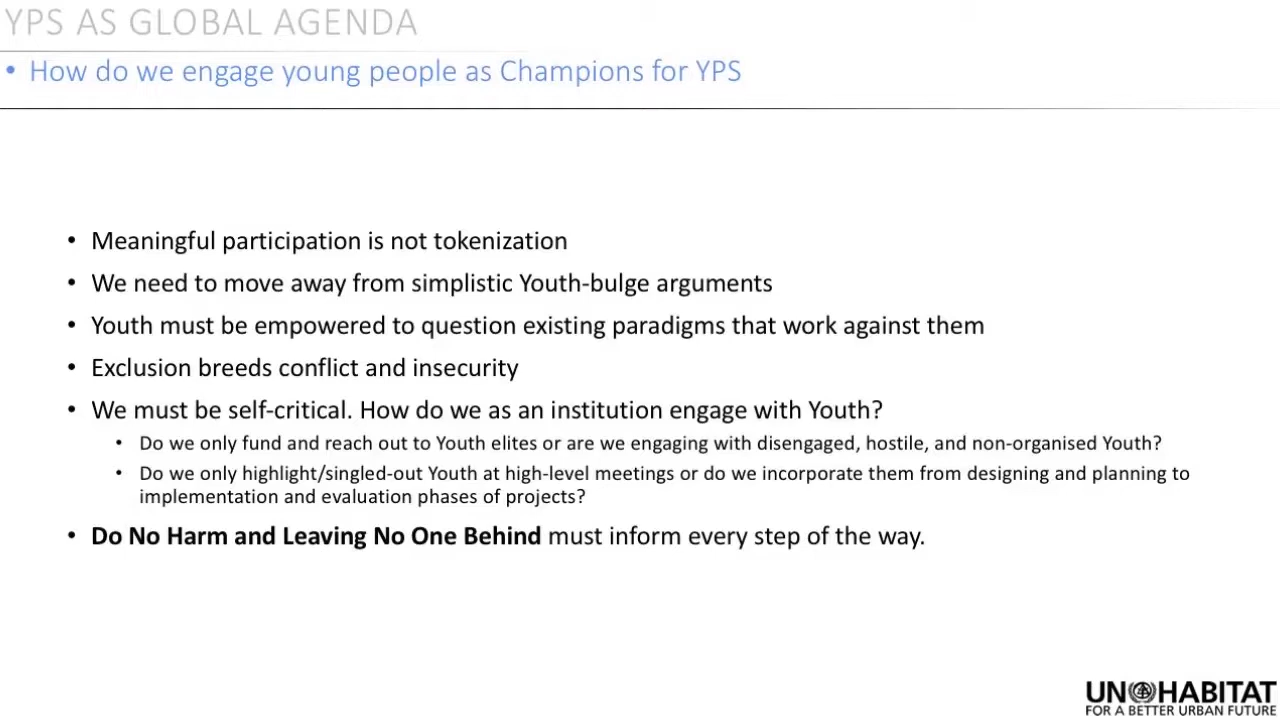 YPS AS GLOBAL AGENDA
• How do we engage young people as Champions for YPS
• Meaningful participation is not tokenization
• We need to move away from simplistic Youth-bulge arguments
• Youth must be empowered to question existing paradigms that work against them
• Exclusion breeds conflict and insecurity
• We must be self-critical. How do we as an institution engage with Youth?
• Do we only fund and reach out to Youth elites or are we engaging with disengaged, hostile, and non-organised Youth?
• Do we only highlight/singled-out Youth at high-level meetings or do we incorporate them from designing and planning to
implementation and evaluation phases of projects?
• Do No Harm and Leaving No One Behind must inform every step of the way.
UN HABITAT
FOR A BETTER URBAN FUTURE